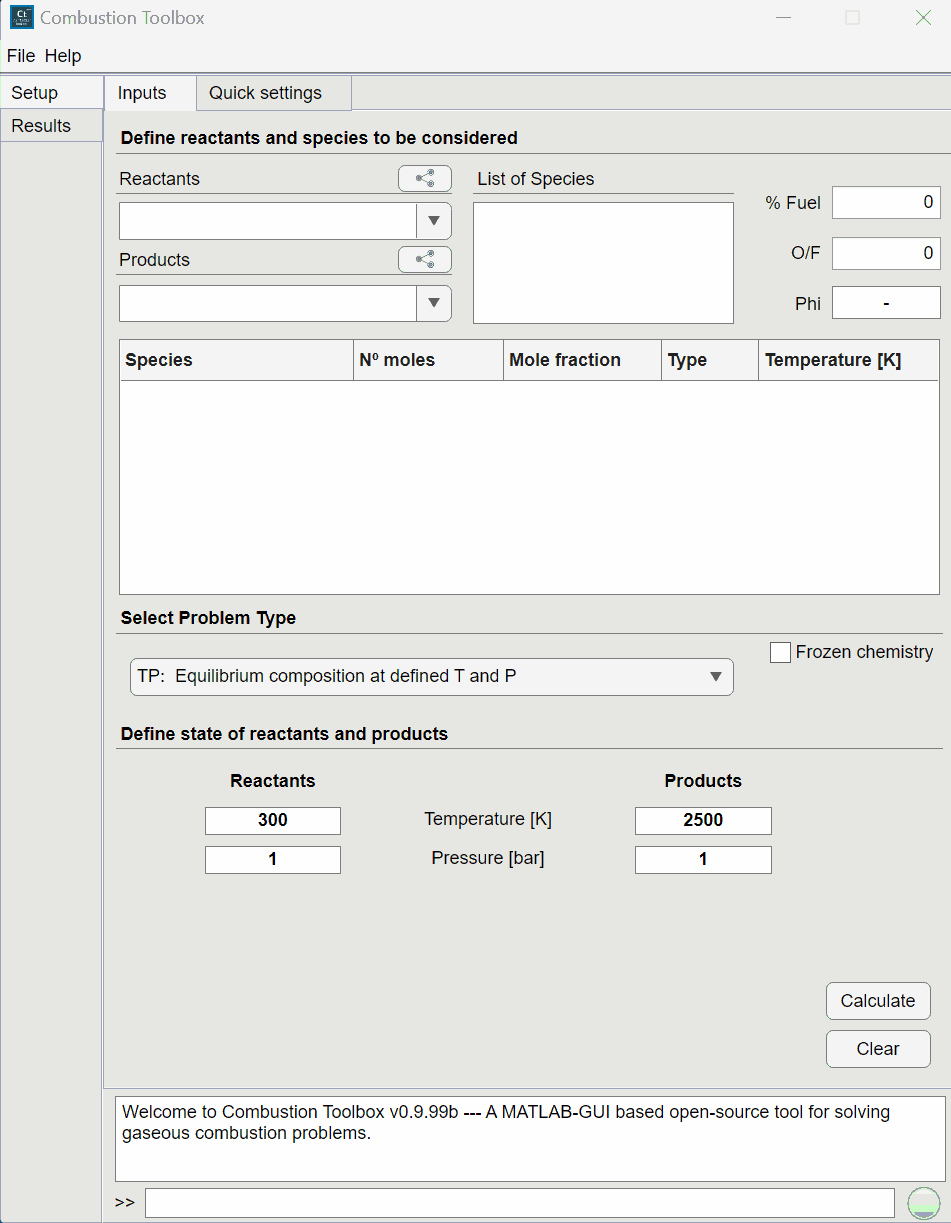 Ct Combustion Toolbox
File Help
Setup Inputs Quick settings
Results
Define reactants and species to be considered
Reactants List of Species
% Fuel 0
O/F 0
Products
Phi -
Species Nº moles Mole fraction Type Temperature [K]
Select Problem Type
Frozen chemistry
TP: Equilibrium composition at defined T and P
Define state of reactants and products
Reactants Products
300 Temperature [K] 2500
1 Pressure [bar] 1
Calculate
Clear
Welcome to Combustion Toolbox v0.9.99b --- A MATLAB-GUI based open-source tool for solving
gaseous combustion problems.
>>